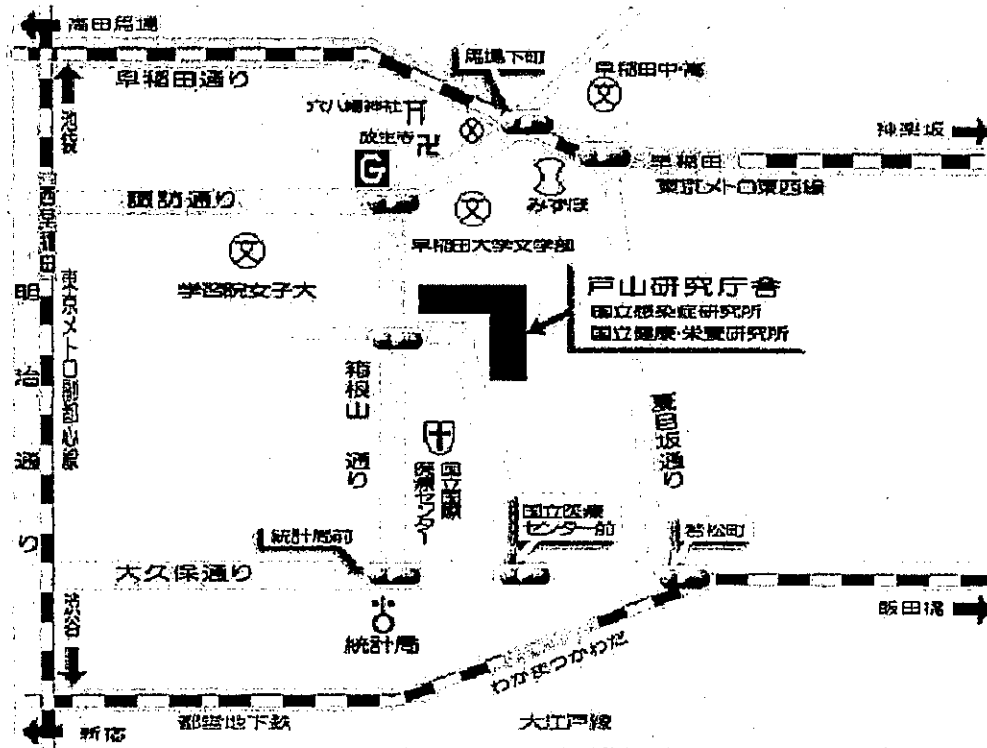 高田馬場
早稲田通り
馬場下町
早稲田中・高
穴八幡神社
放生寺
池袋
神楽坂
早稲田
東京メトロ東西線
みずほ
諏訪通り
早稲田大学文学部
西早稲田
学習院女子大
戸山研究庁舎
国立感染症研究所
国立健康・栄養研究所
明治通り
東京メトロ副都心線
箱根山通り
夏目坂通り
国立国際
医療センター
国立医療
センター前
若松町
統計局前
大久保通り
飯田橋
渋谷
統計局
わかまつかわだ
都営地下鉄
大江戸線
新宿